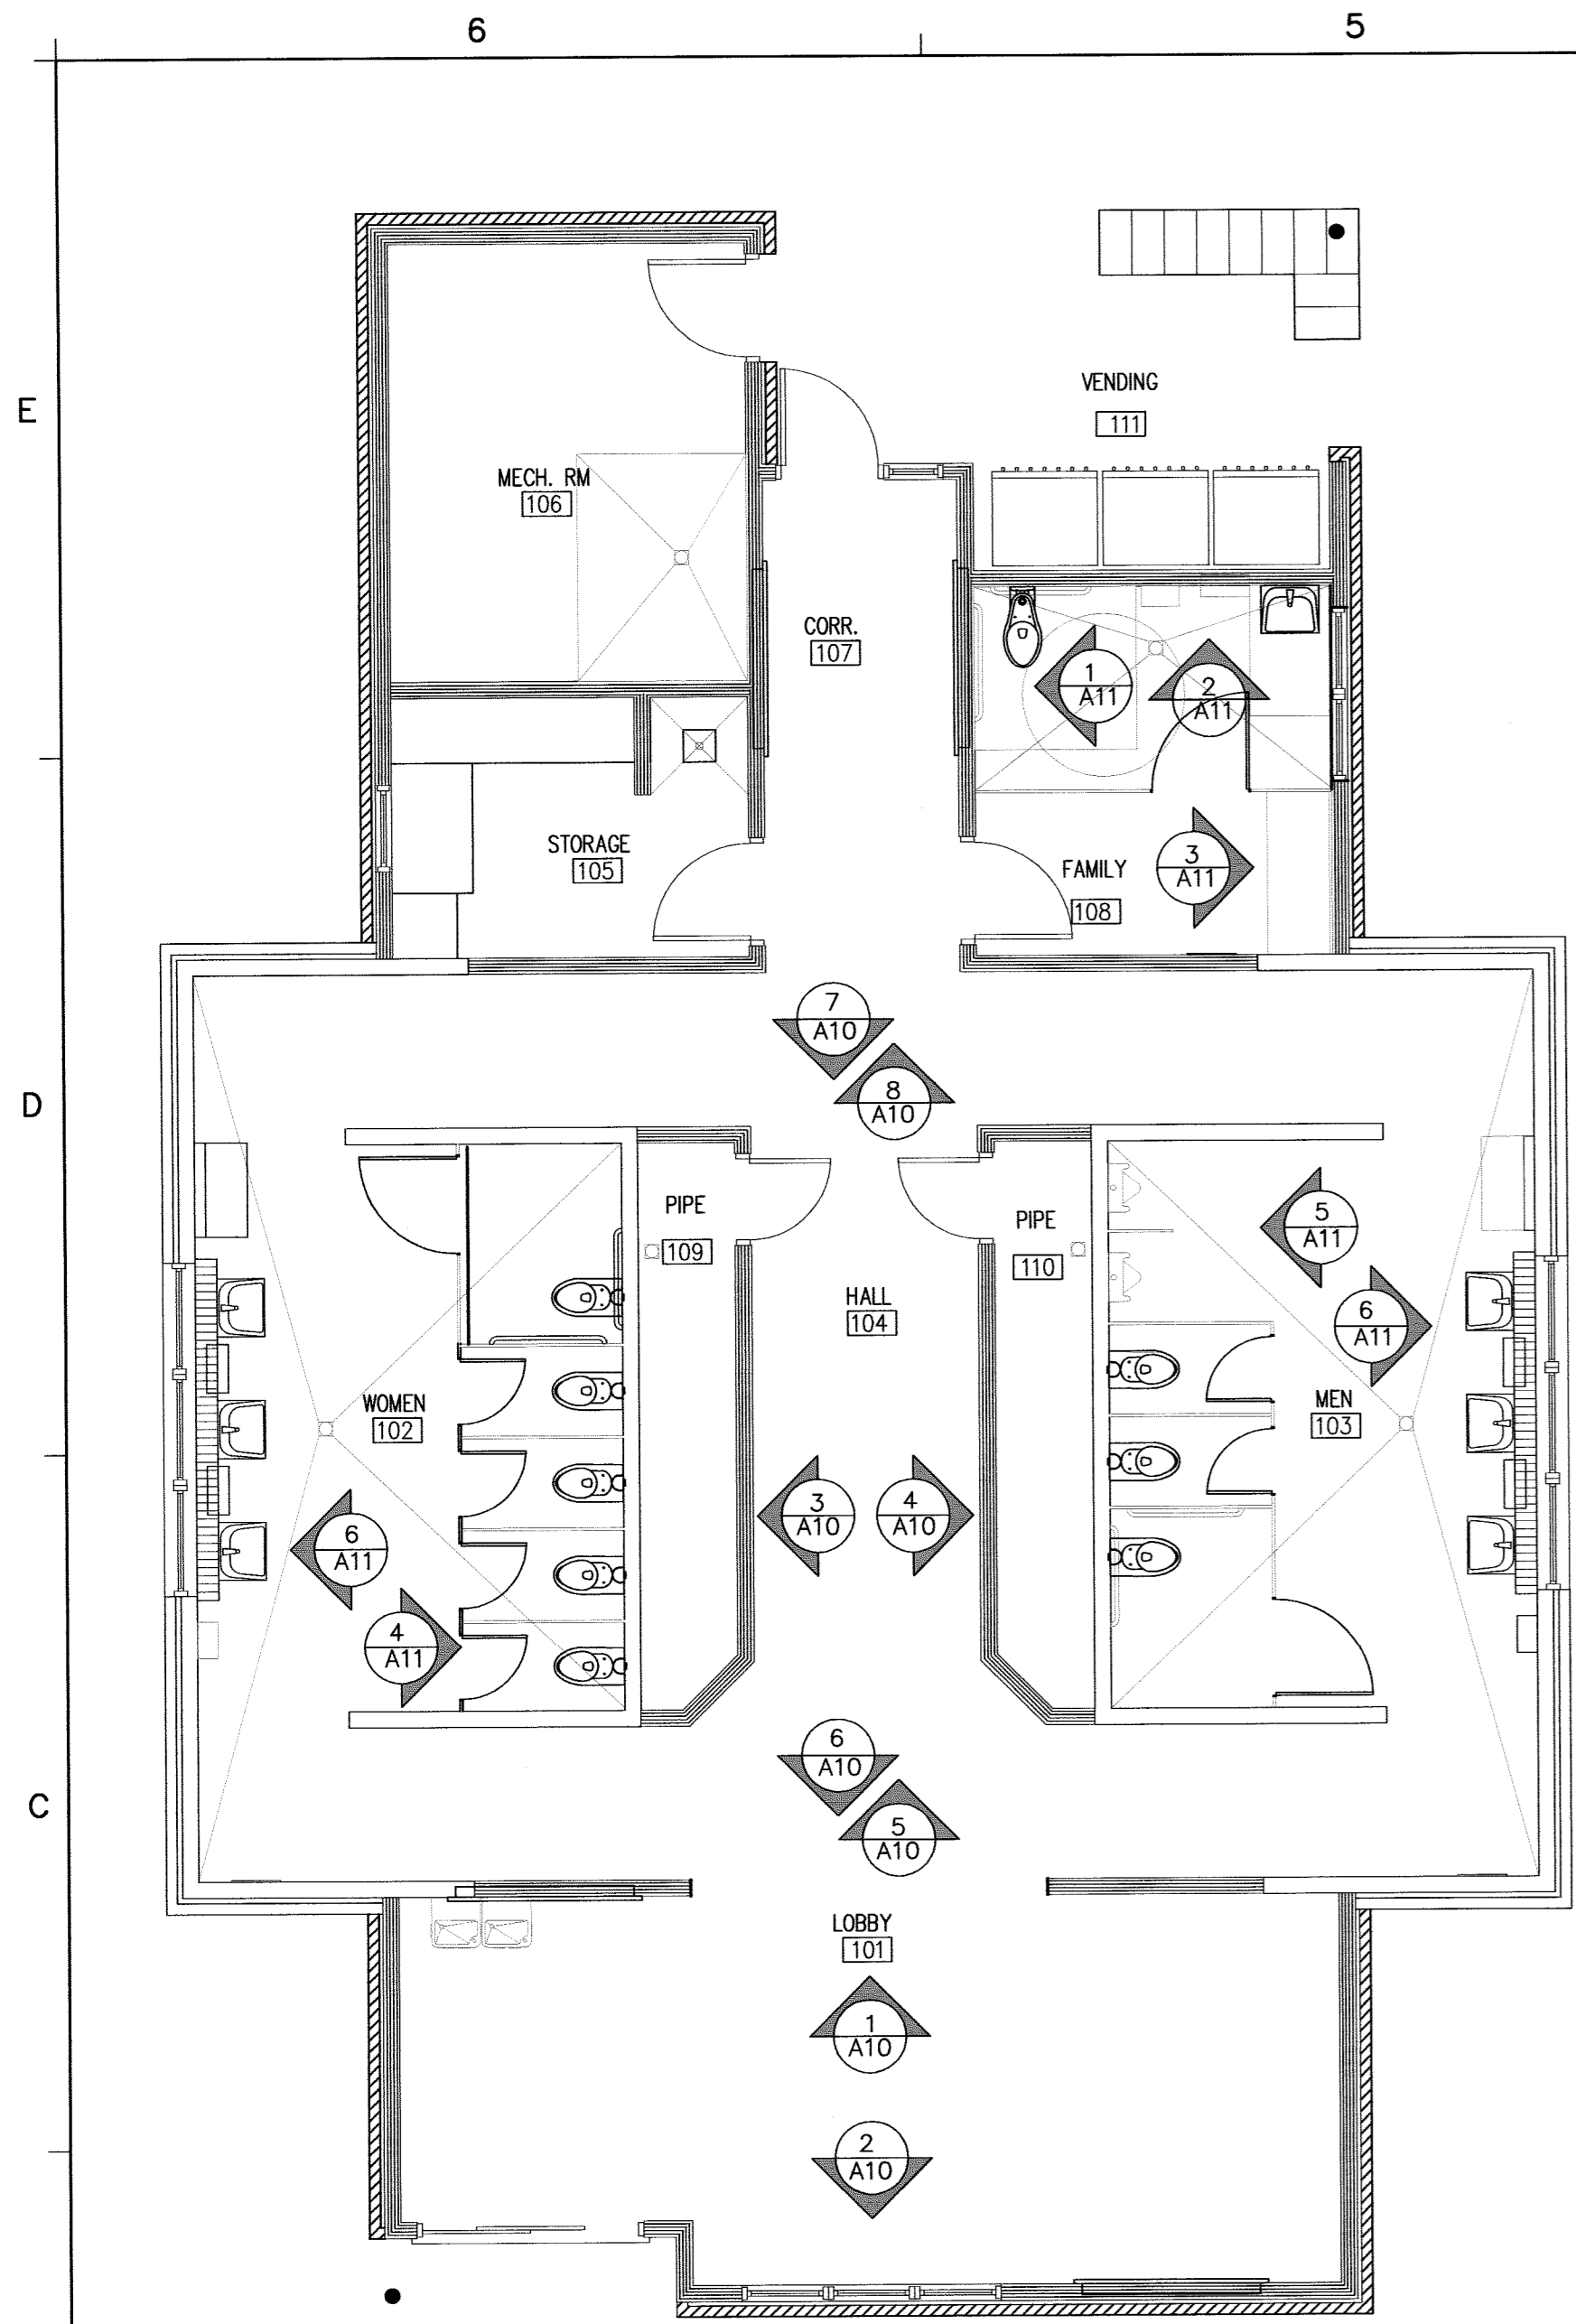 6
5
E
VENDING
111
MECH. RM
106
CORR.
107
1
A11
2
A11
STORAGE
105
FAMILY
108
3
A11
7
A10
D
8
A10
PIPE
109
PIPE
110
5
A11
HALL
104
6
A11
WOMEN
102
MEN
103
3
A10
4
A10
6
A11
4
A11
6
A10
C
5
A10
LOBBY
101
1
A10
2
A10